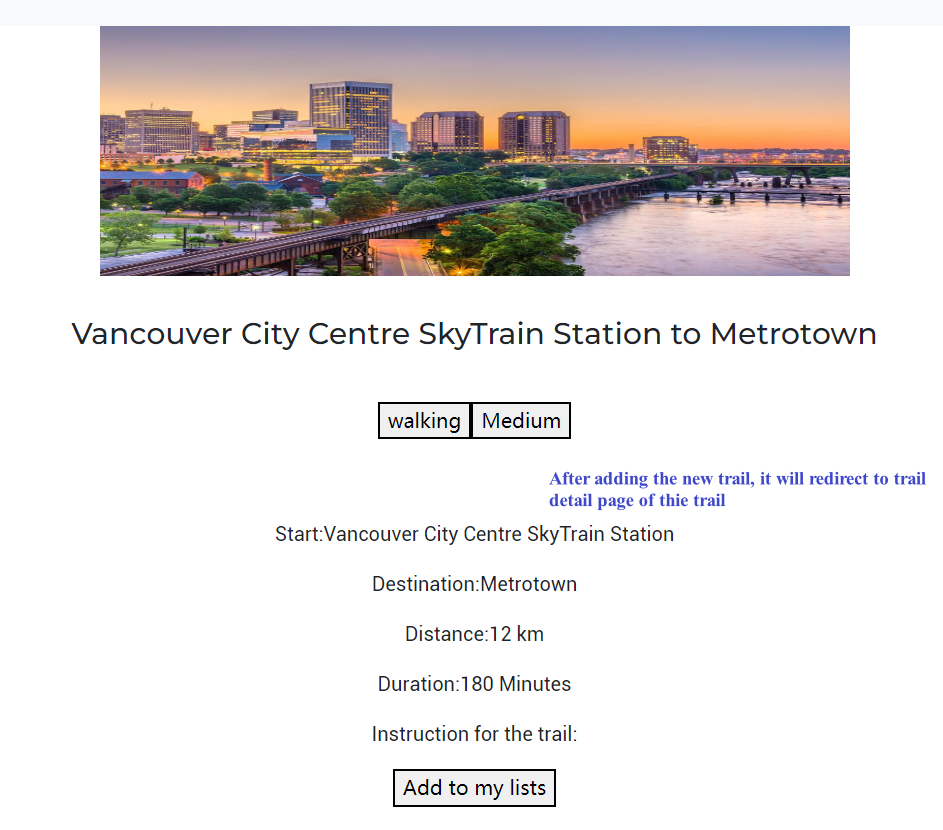 Vancouver City Centre SkyTrain Station to Metrotown
walking Medium
After adding the new trail, it will redirect to trail
detail page of thie trail
Start:Vancouver City Centre SkyTrain Station
Destination:Metrotown
Distance:12 km
Duration:180 Minutes
Instruction for the trail:
Add to my lists